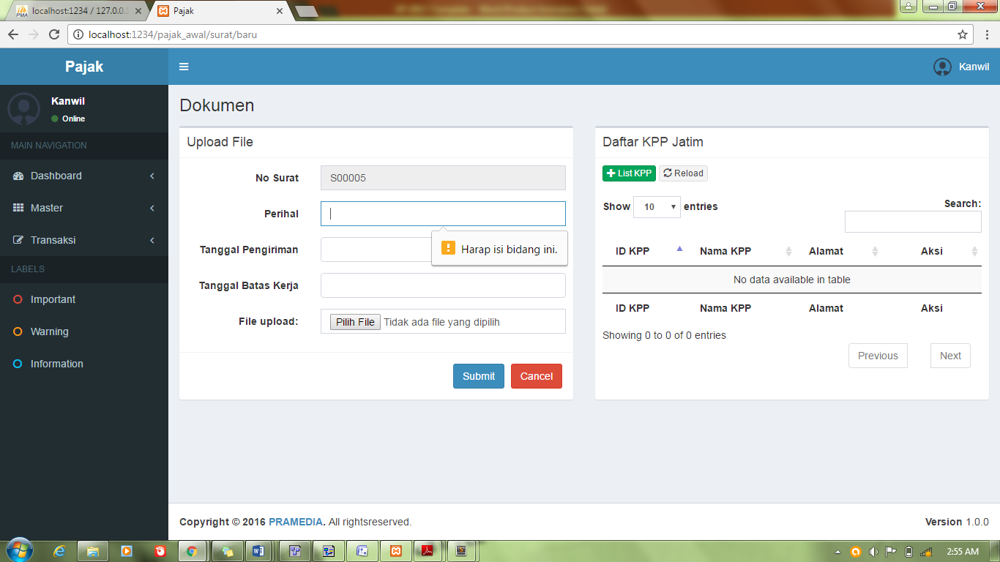 localhost:1234 / 127.0.0.1
Pajak
localhost:1234/pajak_awal/surat/baru
Pajak
Kanwil
Kanwil
Online
MAIN NAVIGATION
Dashboard
Master
Transaksi
LABELS
Important
Warning
Information
Dokumen
Upload File
No Surat
S00005
Perihal
Harap isi bidang ini.
Tanggal Pengiriman
Tanggal Batas Kerja
File upload:
Pilih File Tidak ada file yang dipilih
Submit
Cancel
Daftar KPP Jatim
List KPP
Reload
Show 10 entries
Search:
ID KPP Nama KPP Alamat Aksi
No data available in table
ID KPP Nama KPP Alamat Aksi
Showing 0 to 0 of 0 entries
Previous
Next
Copyright © 2016 PRAMEDIA. All rightsreserved.
Version 1.0.0
2:55 AM